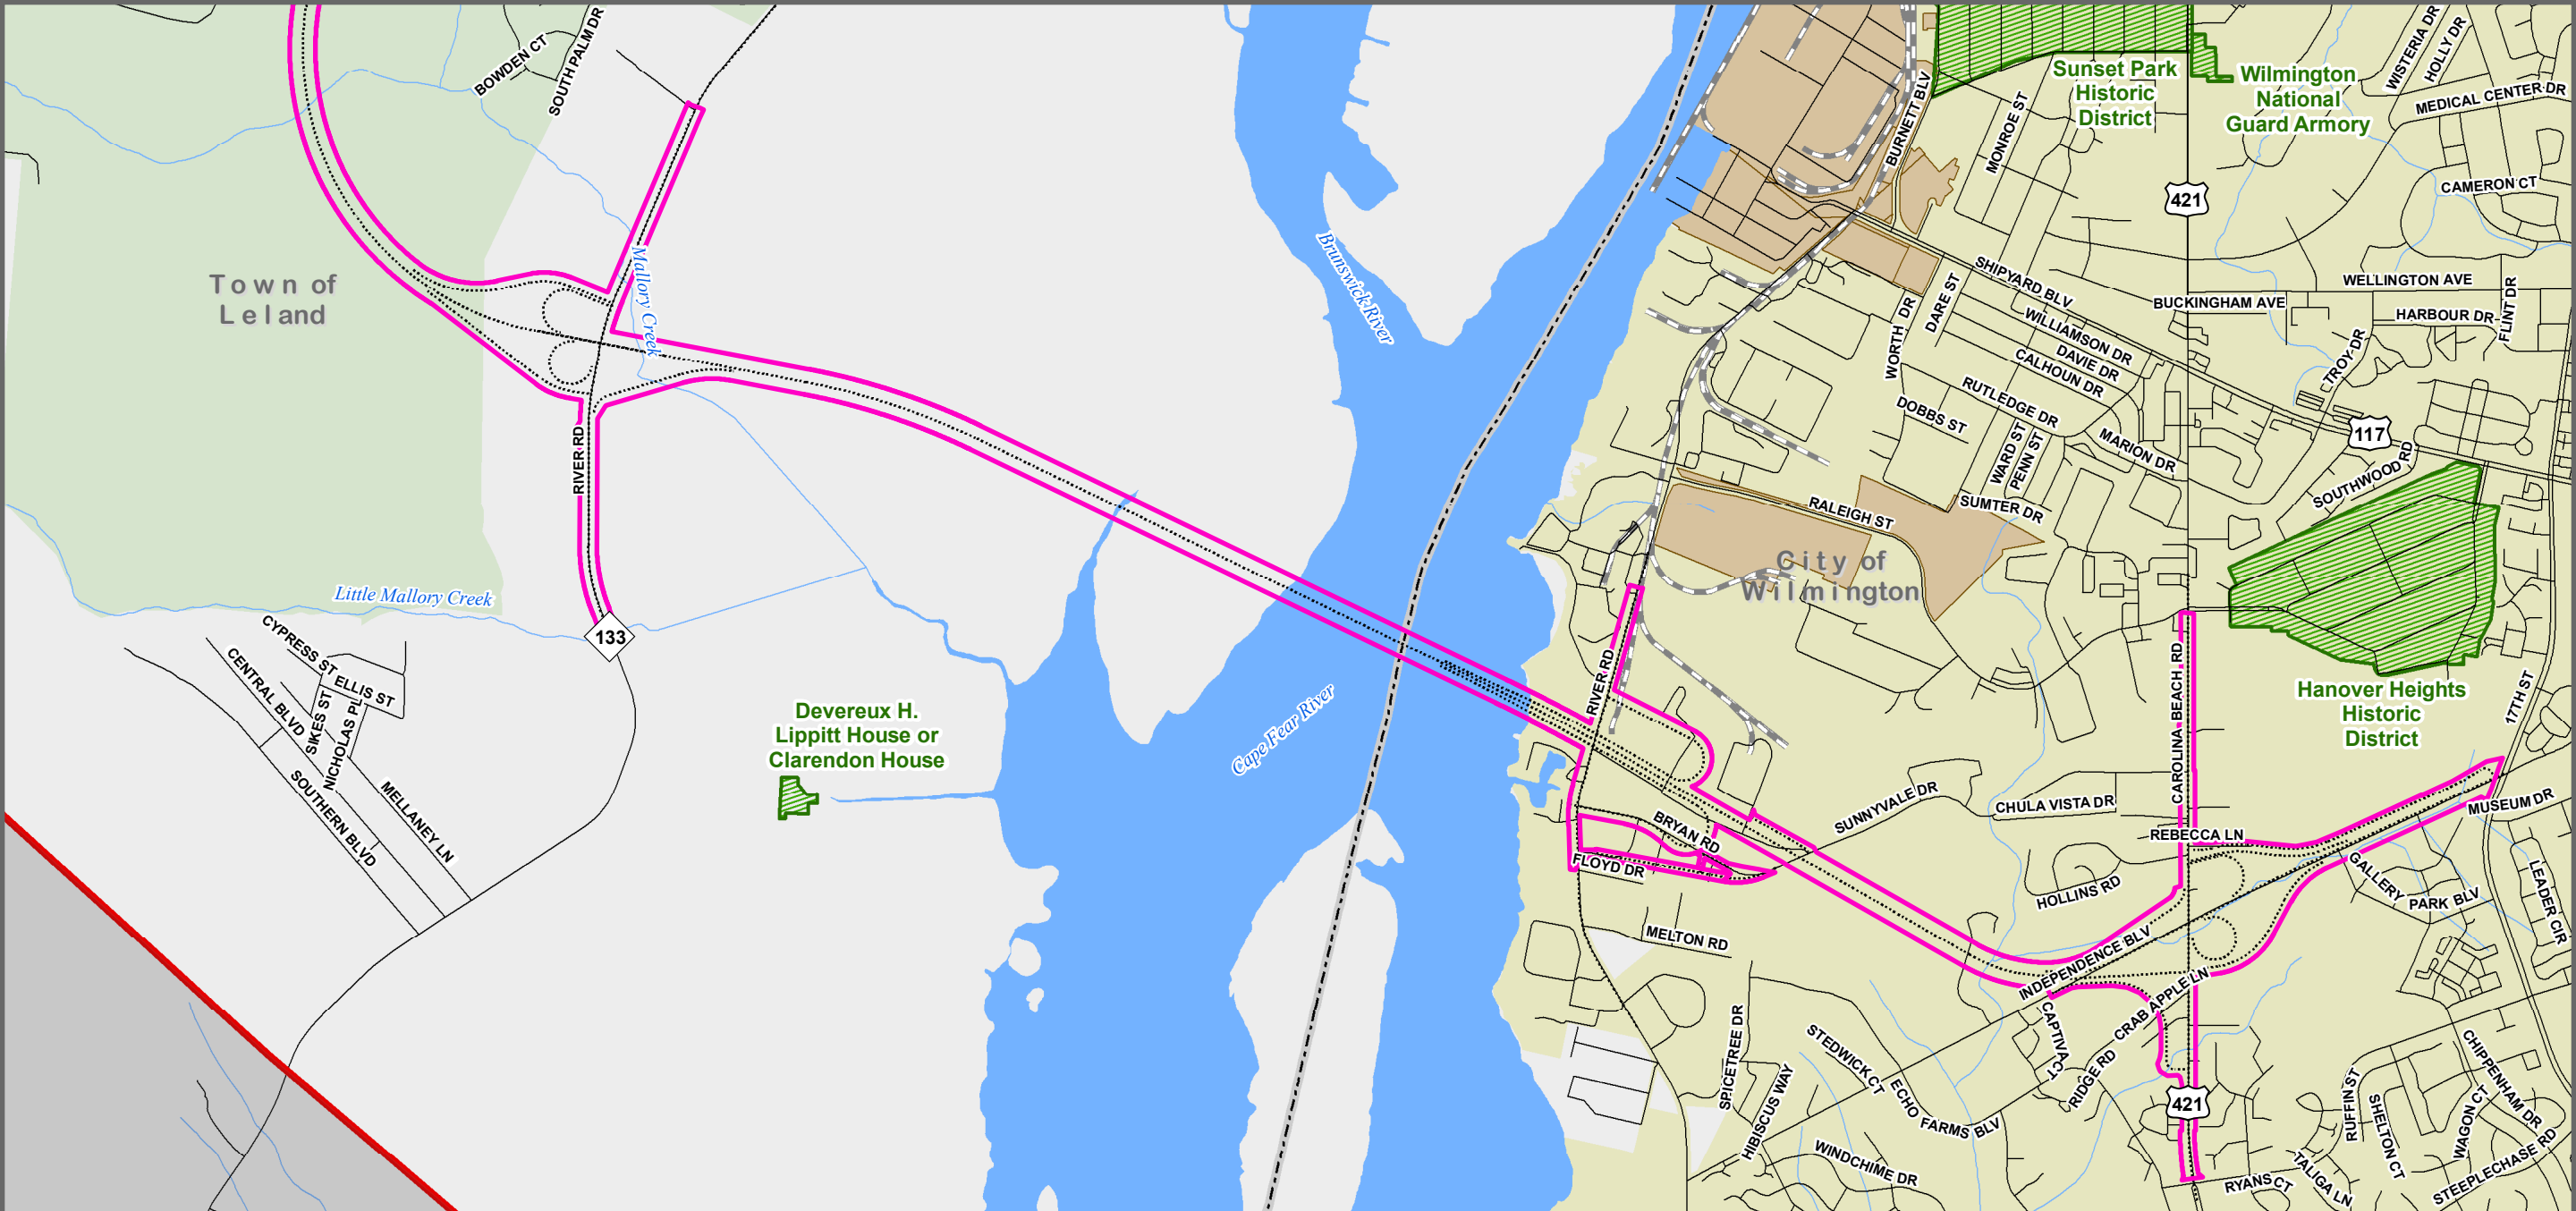 BOWDEN CT
SOUTH PALM DR
Town of
Leland
Mallory Creek
RIVER RD
Little Mallory Creek
133
CYPRESS ST
ELLIS ST
CENTRAL BLVD
SIKES ST
NICHOLAS PL
SOUTHERN BLVD
MELLANEY LN
Devereux H.
Lippitt House or
Clarendon House
Brunswick River
Cape Fear River
Sunset Park
Historic
District
Wilmington
National
Guard Armory
WISTERIA DR
HOLLY DR
MEDICAL CENTER DR
BURNETT BLV
MONROE ST
421
CAMERON CT
SHIPYARD BLV
WELLINGTON AVE
BUCKINGHAM AVE
HARBOUR DR
FLINT DR
WORTH DR
DARE ST
WILLIAMSON DR
DAVIE DR
CALHOUN DR
TROY DR
RUTLEDGE DR
DOBBS ST
WARD ST
PENN ST
MARION DR
117
SOUTHWOOD RD
RALEIGH ST
SUMTER DR
City of
Wilmington
RIVER RD
CAROLINA BEACH RD
Hanover Heights
Historic
District
17TH ST
BRYAN RD
FLOYD DR
SUNNYVALE DR
CHULA VISTA DR
REBECCA LN
MUSEUM DR
HOLLINS RD
GALLERY
PARK BLV
LEADER CIR
MELTON RD
INDEPENDENCE BLV
CRAB APPLE LN
CAPTIVA CT
RIDGE RD
SPICETREE DR
HIBISCUS WAY
STEDWICK CT
ECHO
FARMS BLV
WINDCHIME DR
421
RYANS CT
TALIGA LN
RUFFIN ST
SHELTON CT
CHIPPENHAM DR
WAGON CT
STEEPLECHASE RD